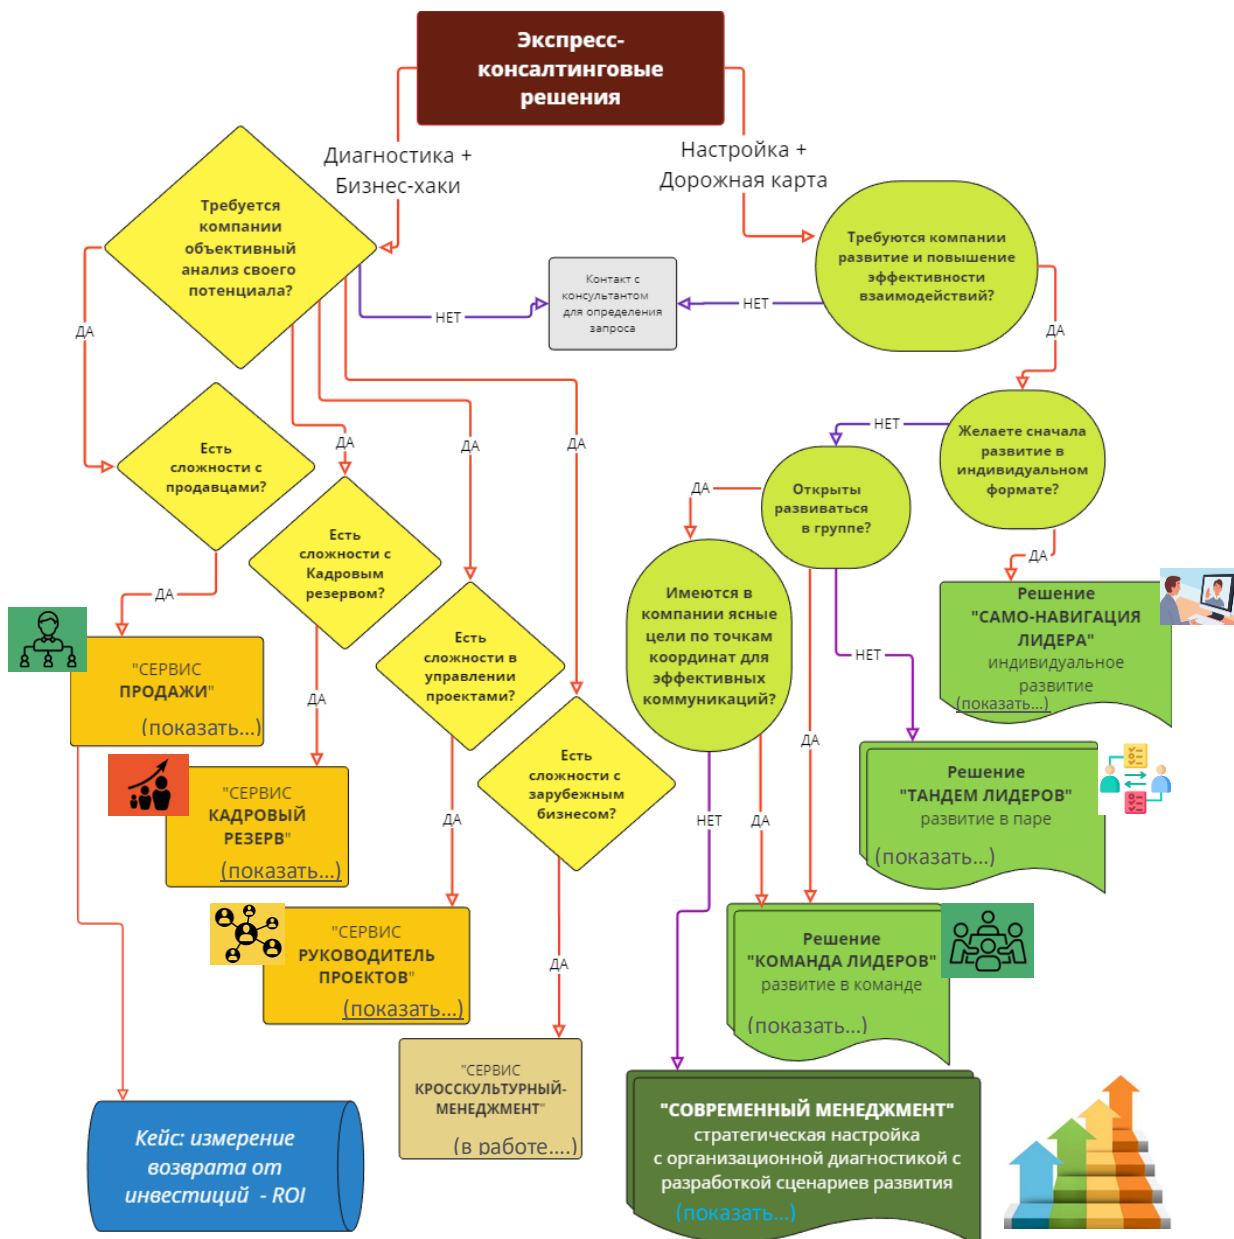 Экспресс-
консалтинговые
решения
Диагностика +
Бизнес-хаки
Настройка +
Дорожная карта
Требуется
компании
объективный
анализ своего
потенциала?
Требуются компании
развитие и повышение
эффективности
взаимодействий?
Контакт с
консультантом
для определения
запроса
НЕТ
НЕТ
ДА
ДА
Есть
сложности с
продавцами?
ДА
ДА
ДА
НЕТ
Желаете сначала
развитие в
индивидуальном
формате?
Открыты
развиваться
в группе?
ДА
Есть
сложности с
Кадровым
резервом?
ДА
ДА
Имеются в
компании ясные
цели по точкам
координат для
эффективных
коммуникаций?
Решение
"САМО-НАВИГАЦИЯ
ЛИДЕРА"
индивидуальное
развитие
(показать...)
Есть
сложности в
управлении
проектами?
НЕТ
"СЕРВИС
ПРОДАЖИ"
(показать...)
ДА
ДА
Есть
сложности с
зарубежным
бизнесом?
Решение
"ТАНДЕМ ЛИДЕРОВ"
развитие в паре
(показать...)
"СЕРВИС
КАДРОВЫЙ
РЕЗЕРВ"
(показать...)
ДА
НЕТ
ДА
"СЕРВИС
РУКОВОДИТЕЛЬ
ПРОЕКТОВ"
(показать...)
ДА
Решение
"КОМАНДА ЛИДЕРОВ"
развитие в команде
(показать...)
"СЕРВИС
КРОССКУЛЬТУРНЫЙ-
МЕНЕДЖМЕНТ"
(в работе....)
Кейс: измерение
возврата от
инвестиций - ROI
"СОВРЕМЕННЫЙ МЕНЕДЖМЕНТ"
стратегическая настройка
с организационной диагностикой с
разработкой сценариев развития
(показать...)